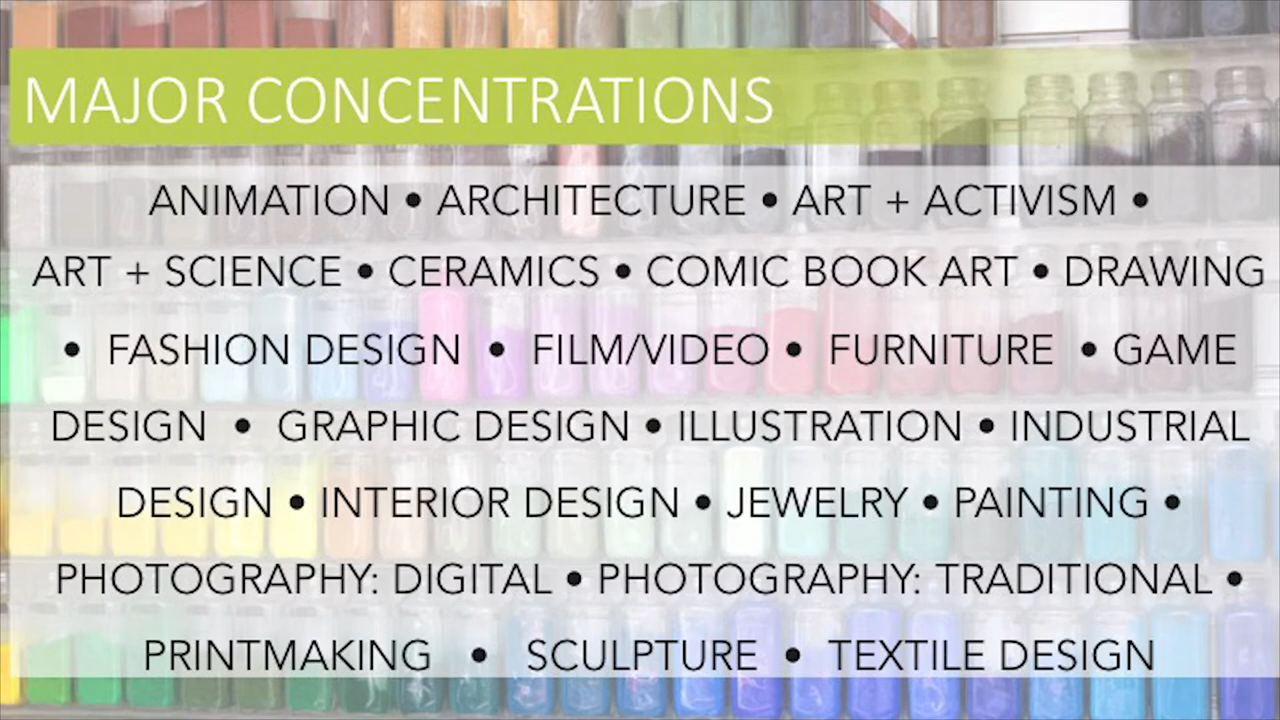 MAJOR CONCENTRATIONS
ANIMATION • ARCHITECTURE • ART + ACTIVISM •
ART + SCIENCE • CERAMICS • COMIC BOOK ART • DRAWING
• FASHION DESIGN • FILM/VIDEO • FURNITURE • GAME
DESIGN • GRAPHIC DESIGN • ILLUSTRATION • INDUSTRIAL
DESIGN • INTERIOR DESIGN • JEWELRY • PAINTING •
PHOTOGRAPHY: DIGITAL • PHOTOGRAPHY: TRADITIONAL •
PRINTMAKING • SCULPTURE • TEXTILE DESIGN